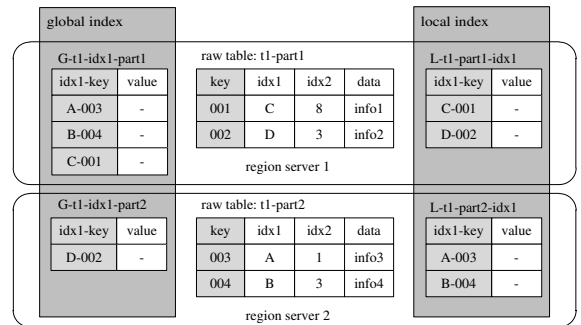 global index
local index
G-t1-idx1-part1
idx1-key value
A-003 -
B-004 -
C-001 -
raw table: t1-part1
key idx1 idx2 data
001 C 8 info1
002 D 3 info2
L-t1-part1-idx1
idx1-key value
C-001 -
D-002 -
region server 1
G-t1-idx1-part2
idx1-key value
D-002 -
raw table: t1-part2
key idx1 idx2 data
003 A 1 info3
004 B 3 info4
L-t1-part2-idx1
idx1-key value
A-003 -
B-004 -
region server 2